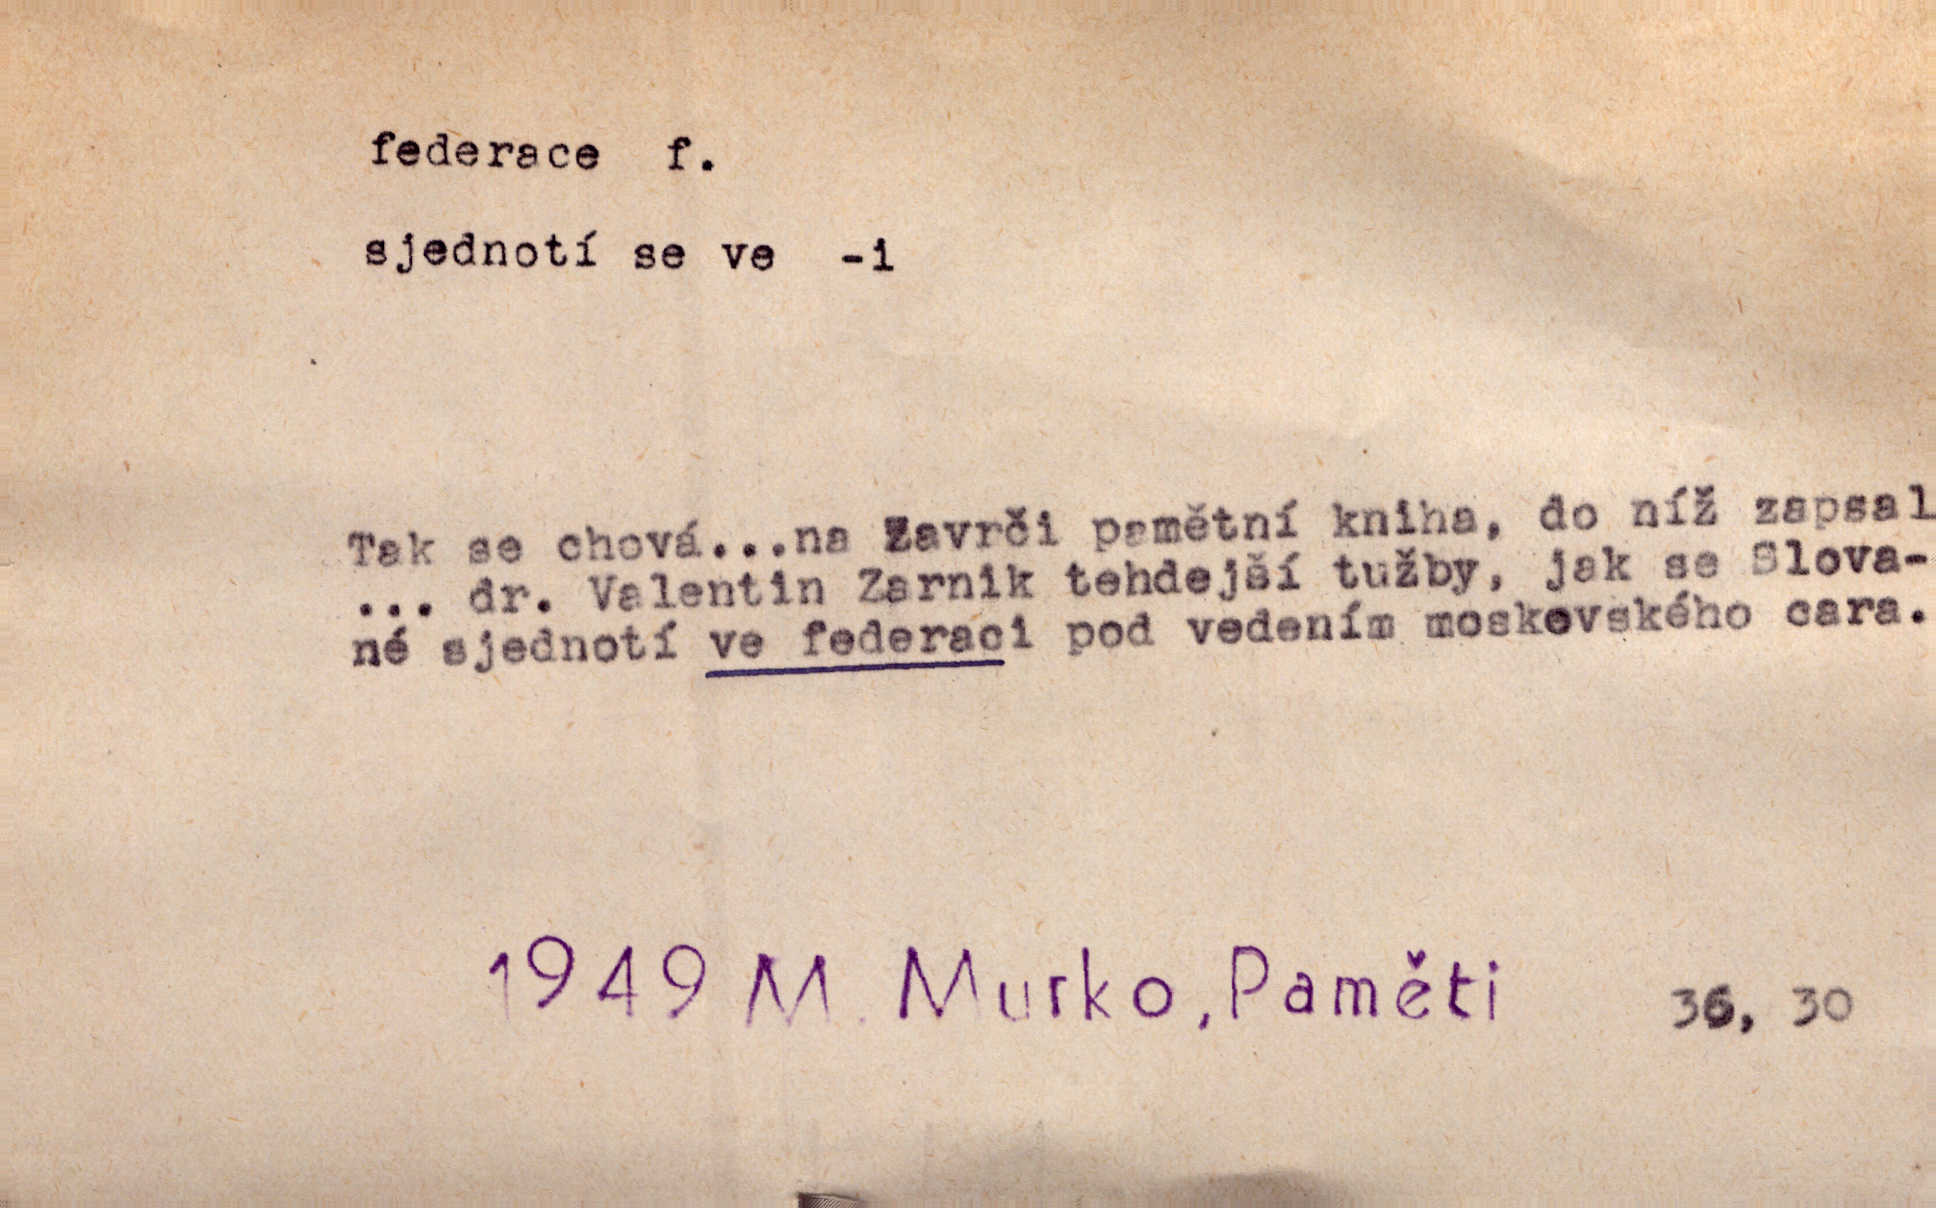 federace f.
sjednotí se ve -i
Tak se chová...na Zavrči pamětní kniha, do níž zapsal
... dr. Valentin Zarnik tehdejší tužby, jak se Slova-
né sjednotí ve federaci pod vedením moskovského cara.
1949 M. Murko, Paměti 36, 30